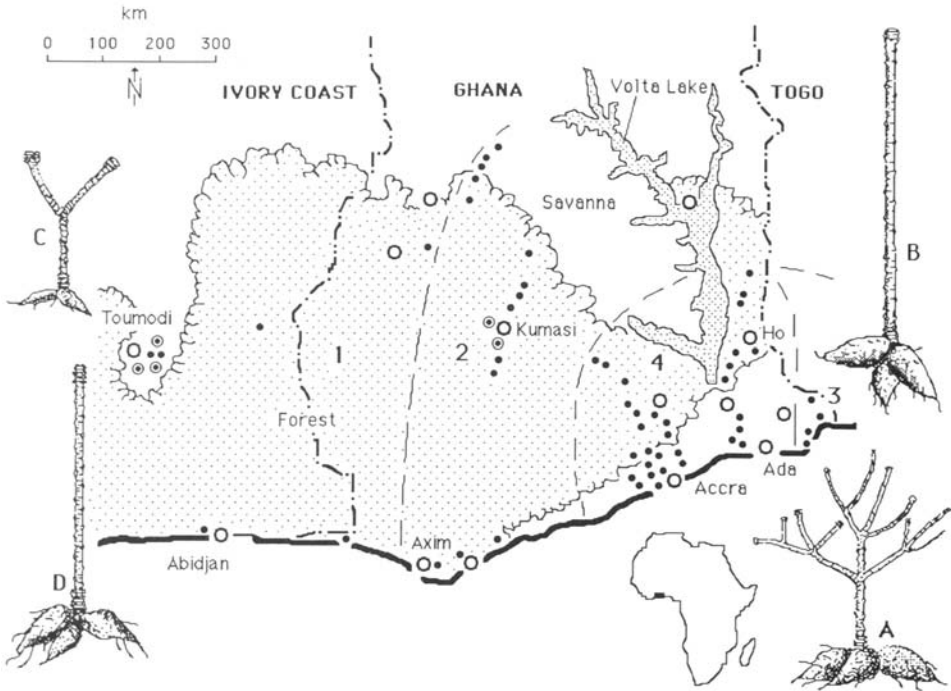 km
0 100 200 300
N
IVORY COAST
GHANA
TOGO
Volta Lake
Savanna
C
B
Toumodi
Kumasi
Ho
1
2
4
3
Forest
Ada
Accra
Axim
Abidjan
D
A